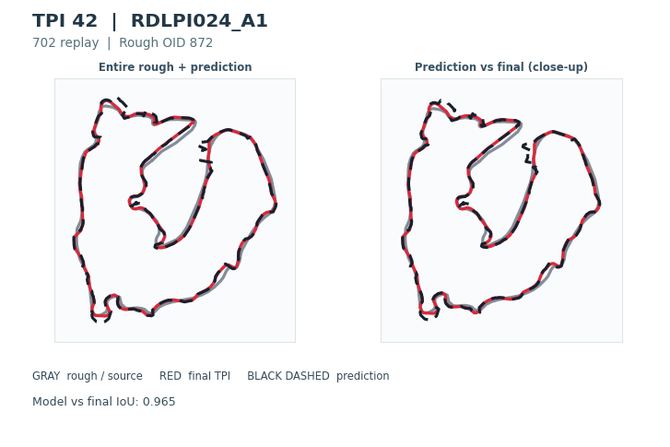 TPI 42 | RDLPI024_A1
702 replay | Rough OID 872
Entire rough + prediction
Prediction vs final (close-up)
GRAY rough / source RED final TPI BLACK DASHED prediction
Model vs final IoU: 0.965